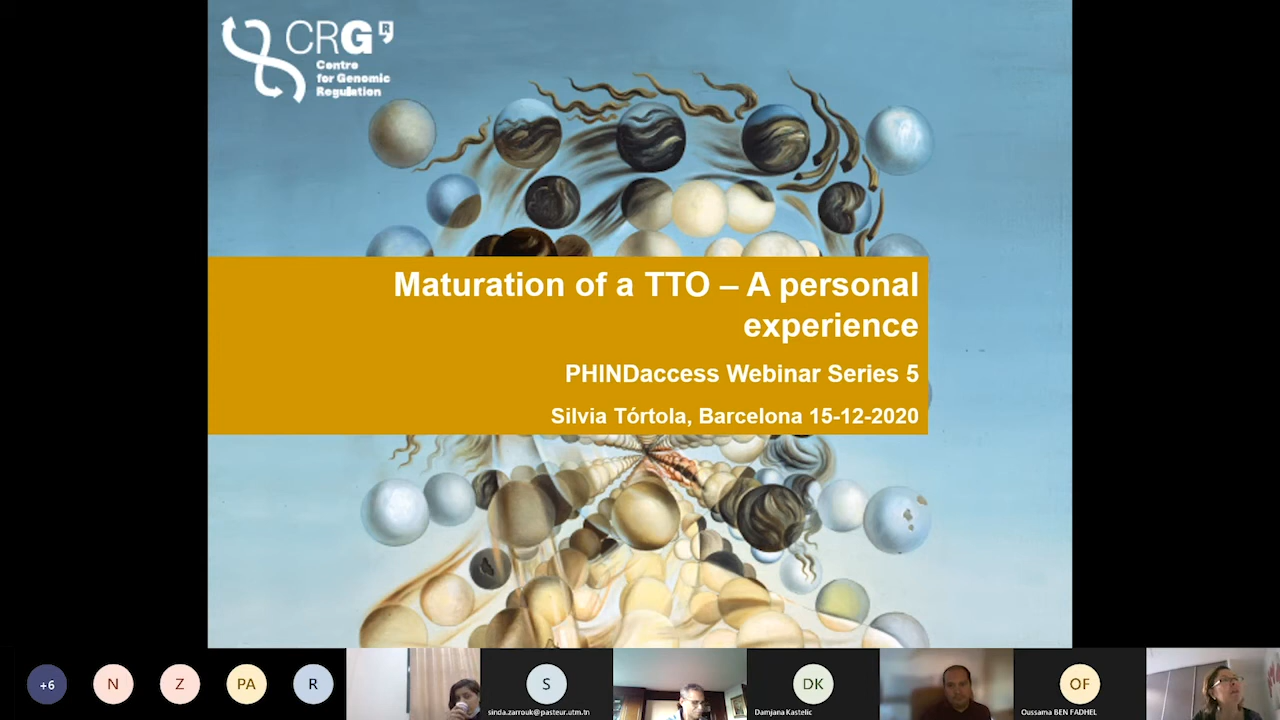 CRG
Centre
for Genomic
Regulation
Maturation of a TTO – A personal
experience
PHINDaccess Webinar Series 5
Silvia Tórtola, Barcelona 15-12-2020
+6
N
Z
PA
R
S
sinda.zarrouk@pasteur.utm.tn
DK
Damjana Kastelic
OF
Oussama BEN FADHEL